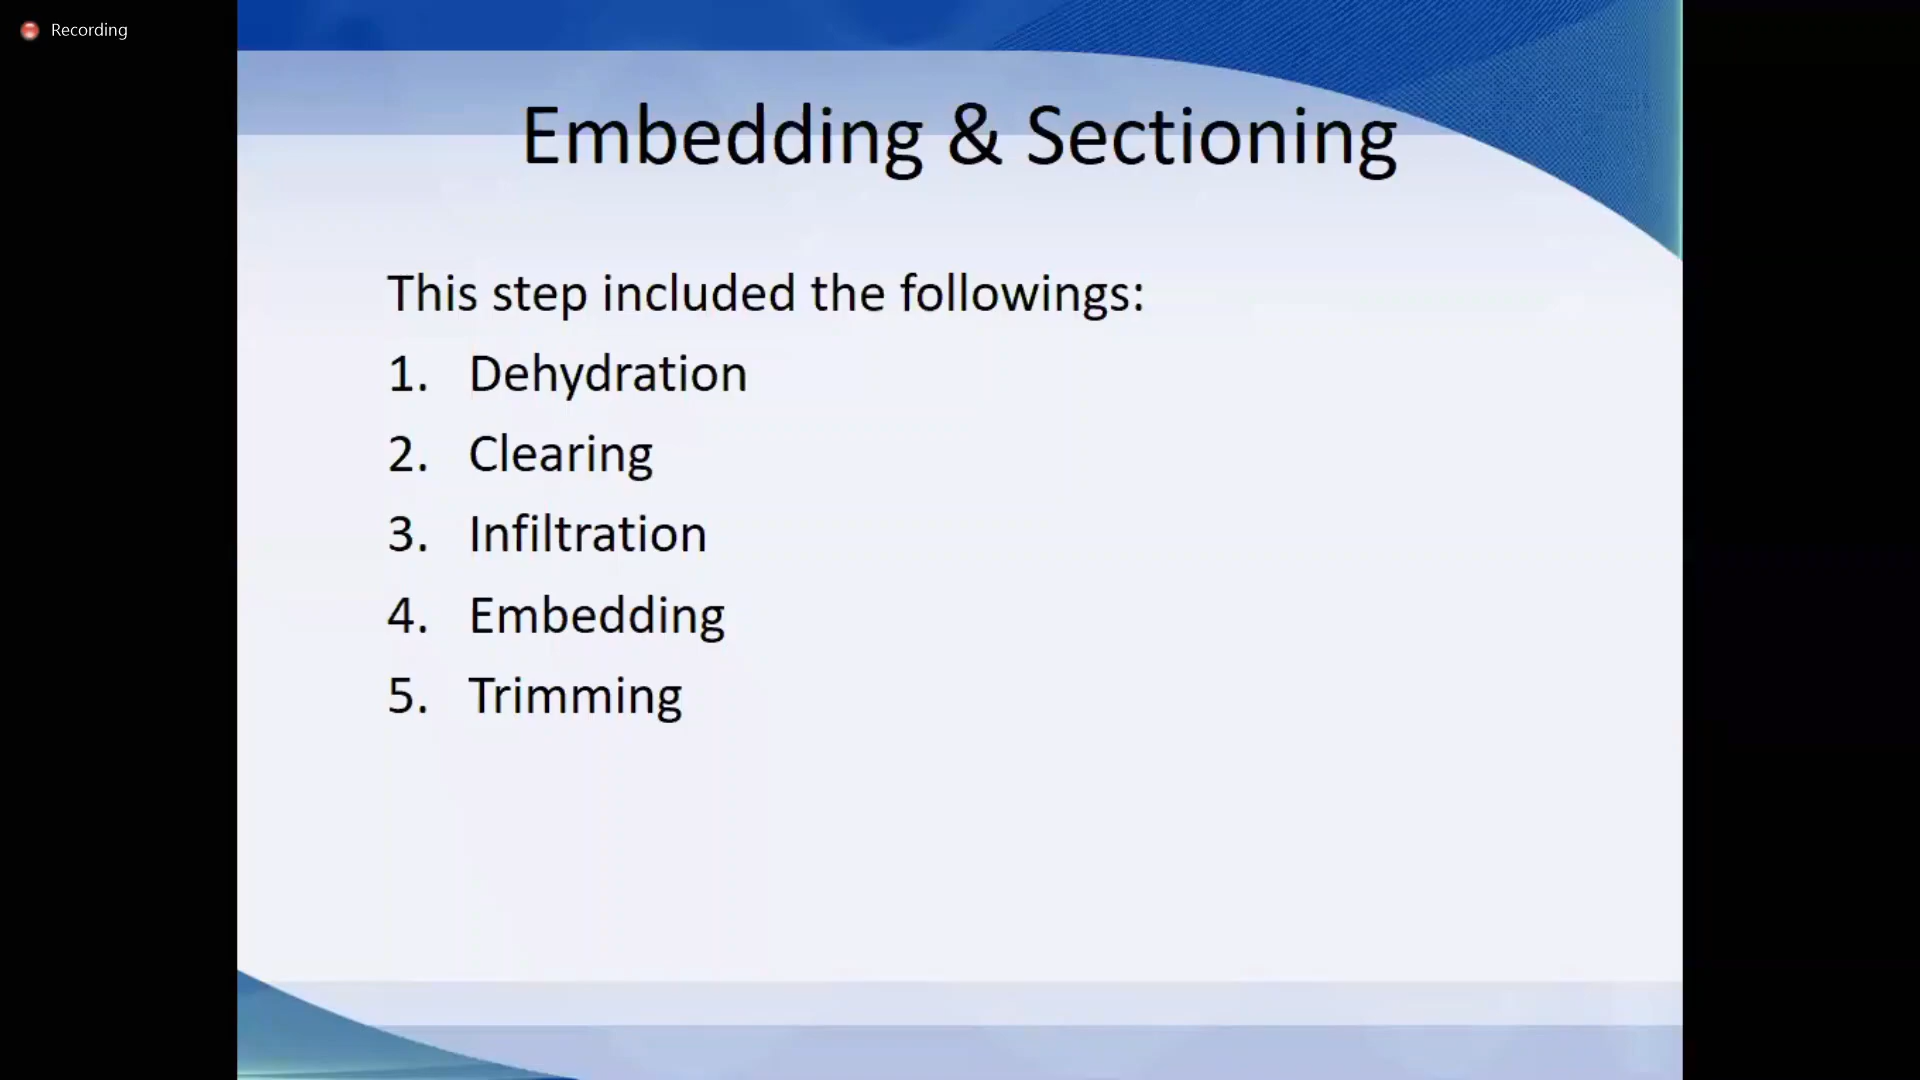 Recording
Embedding & Sectioning
This step included the followings:
1. Dehydration
2. Clearing
3. Infiltration
4. Embedding
5. Trimming